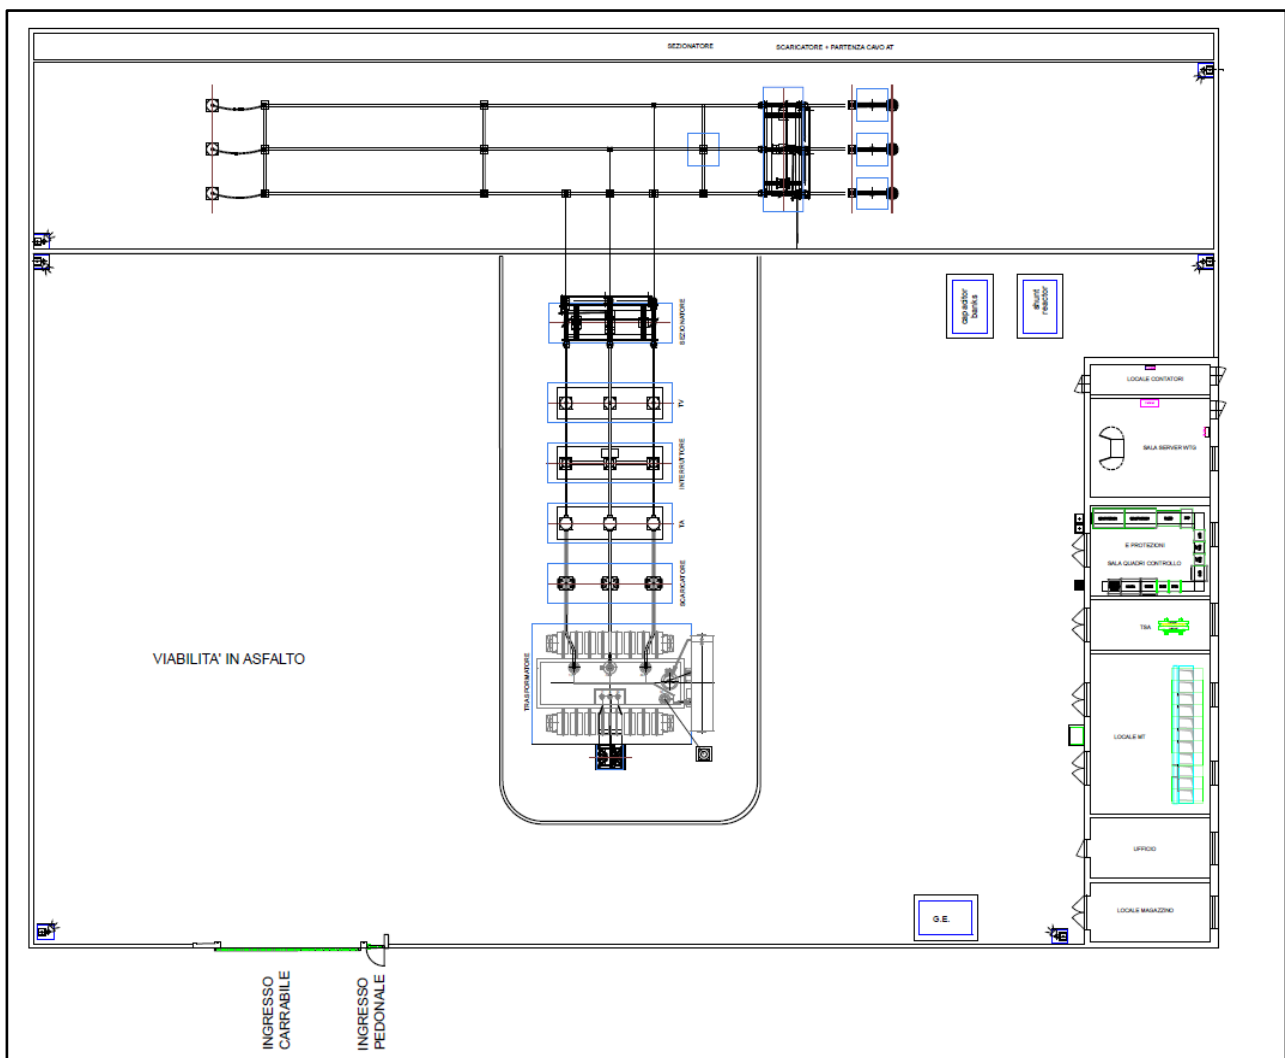 SEZIONATORE
SCARICATORE + PARTENZA CAVO AT
capacitor
banks
shunt
reactor
SEZIONATORE
TV
INTERRUTTORE
TA
SCARICATORE
TRASFORMATORE
LOCALE CONTATORI
SALA SERVER WTG
E PROTEZIONI
SALA QUADRI CONTROLLO
TSA
LOCALE MT
UFFICIO
LOCALE MAGAZZINO
VIABILITA' IN ASFALTO
G.E.
INGRESSO
CARRABILE
INGRESSO
PEDONALE